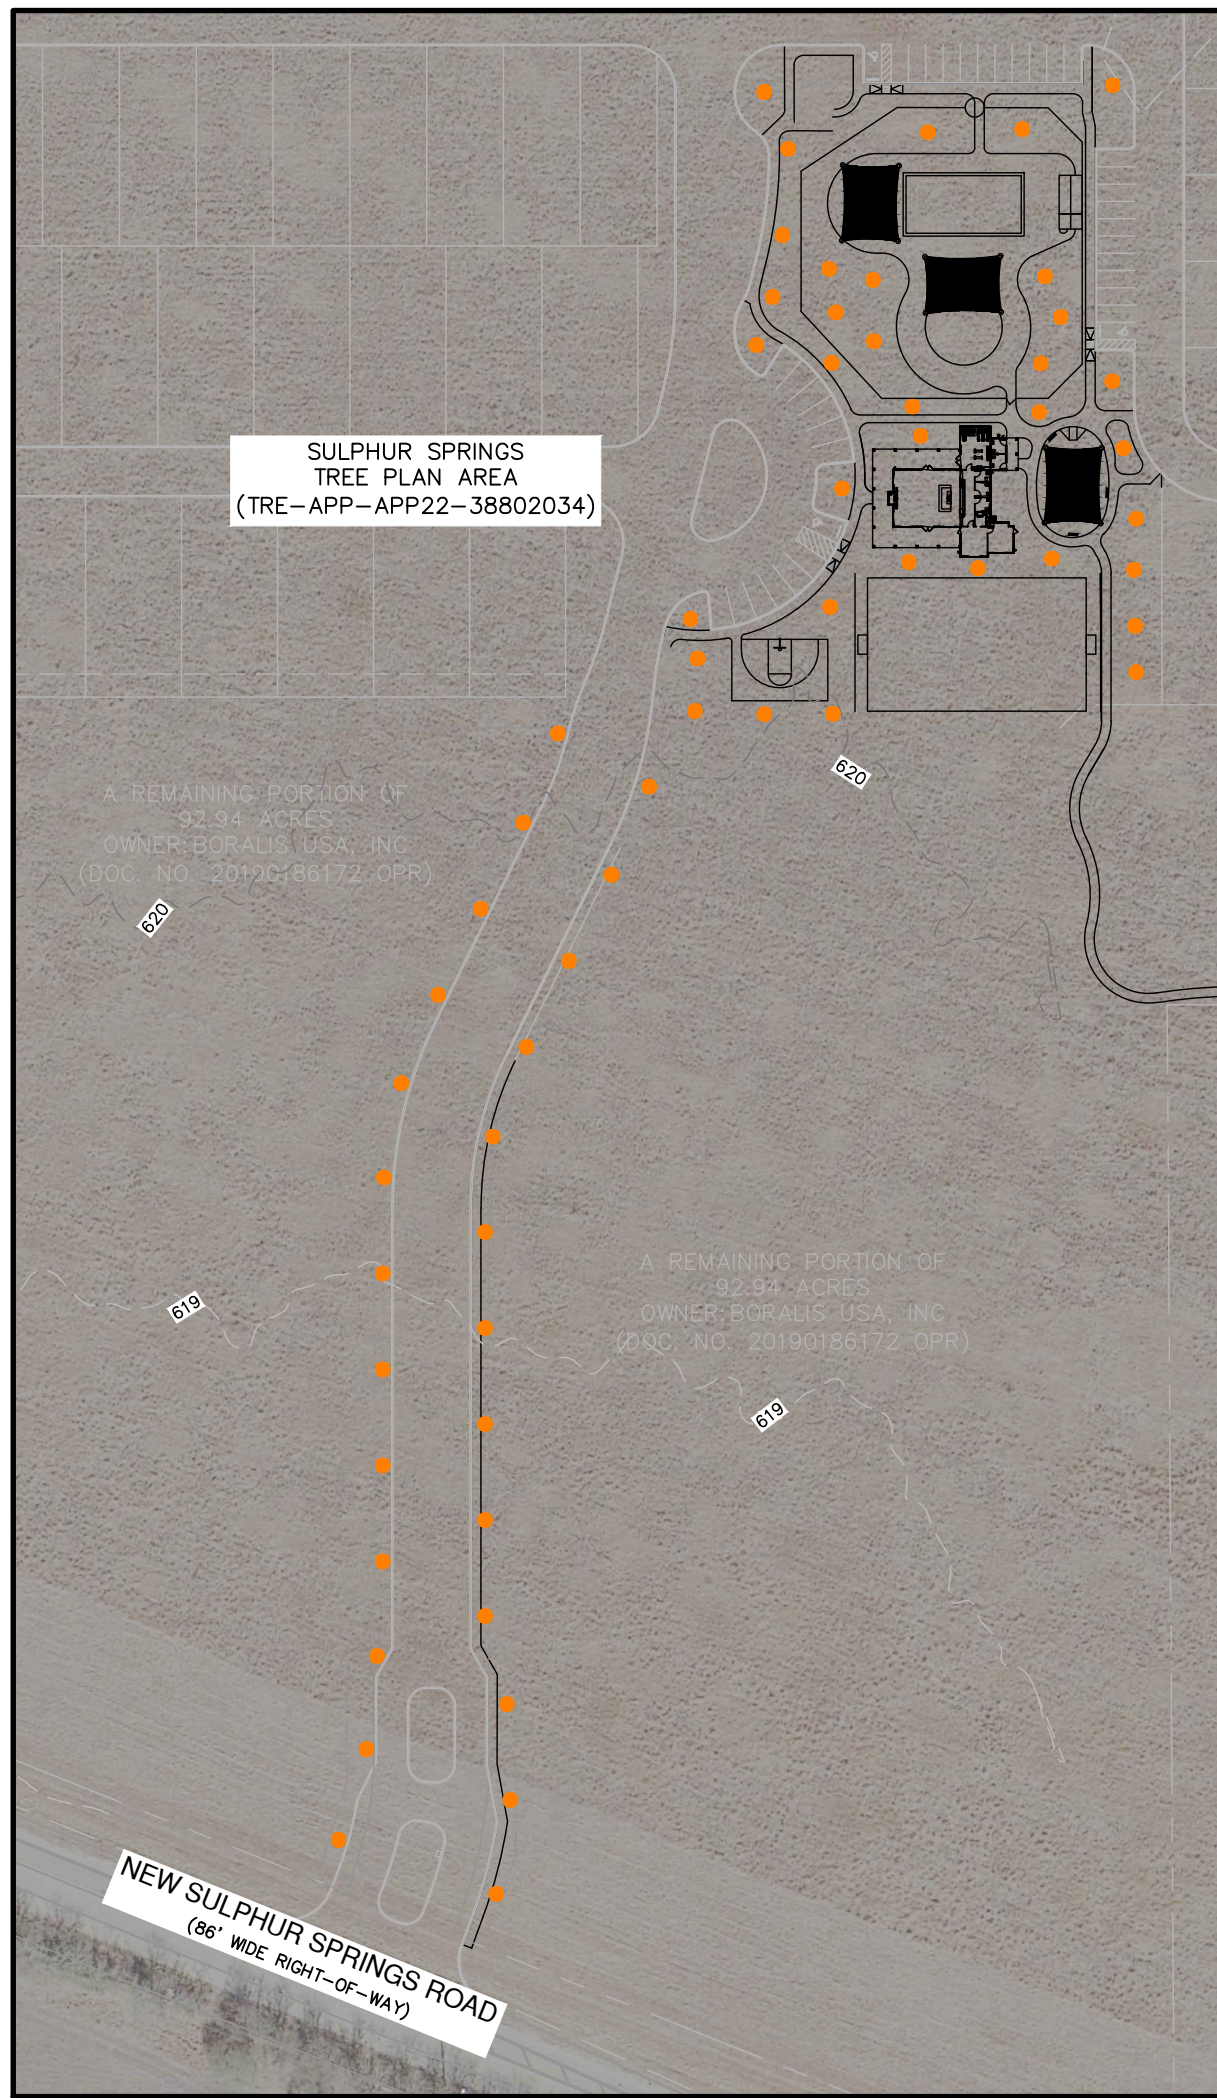 SULPHUR SPRINGS
TREE PLAN AREA
(TRE-APP-APP22-38802034)
620
A REMAINING PORTION OF
92.94 ACRES
OWNER: BORALIS USA, INC
(DOC. NO. 20190186172 OPR)
620
619
A REMAINING PORTION OF
92.94 ACRES
OWNER: BORALIS USA, INC
(DOC. NO. 20190186172 OPR)
619
NEW SULPHUR SPRINGS ROAD
(86' WIDE RIGHT-OF-WAY)